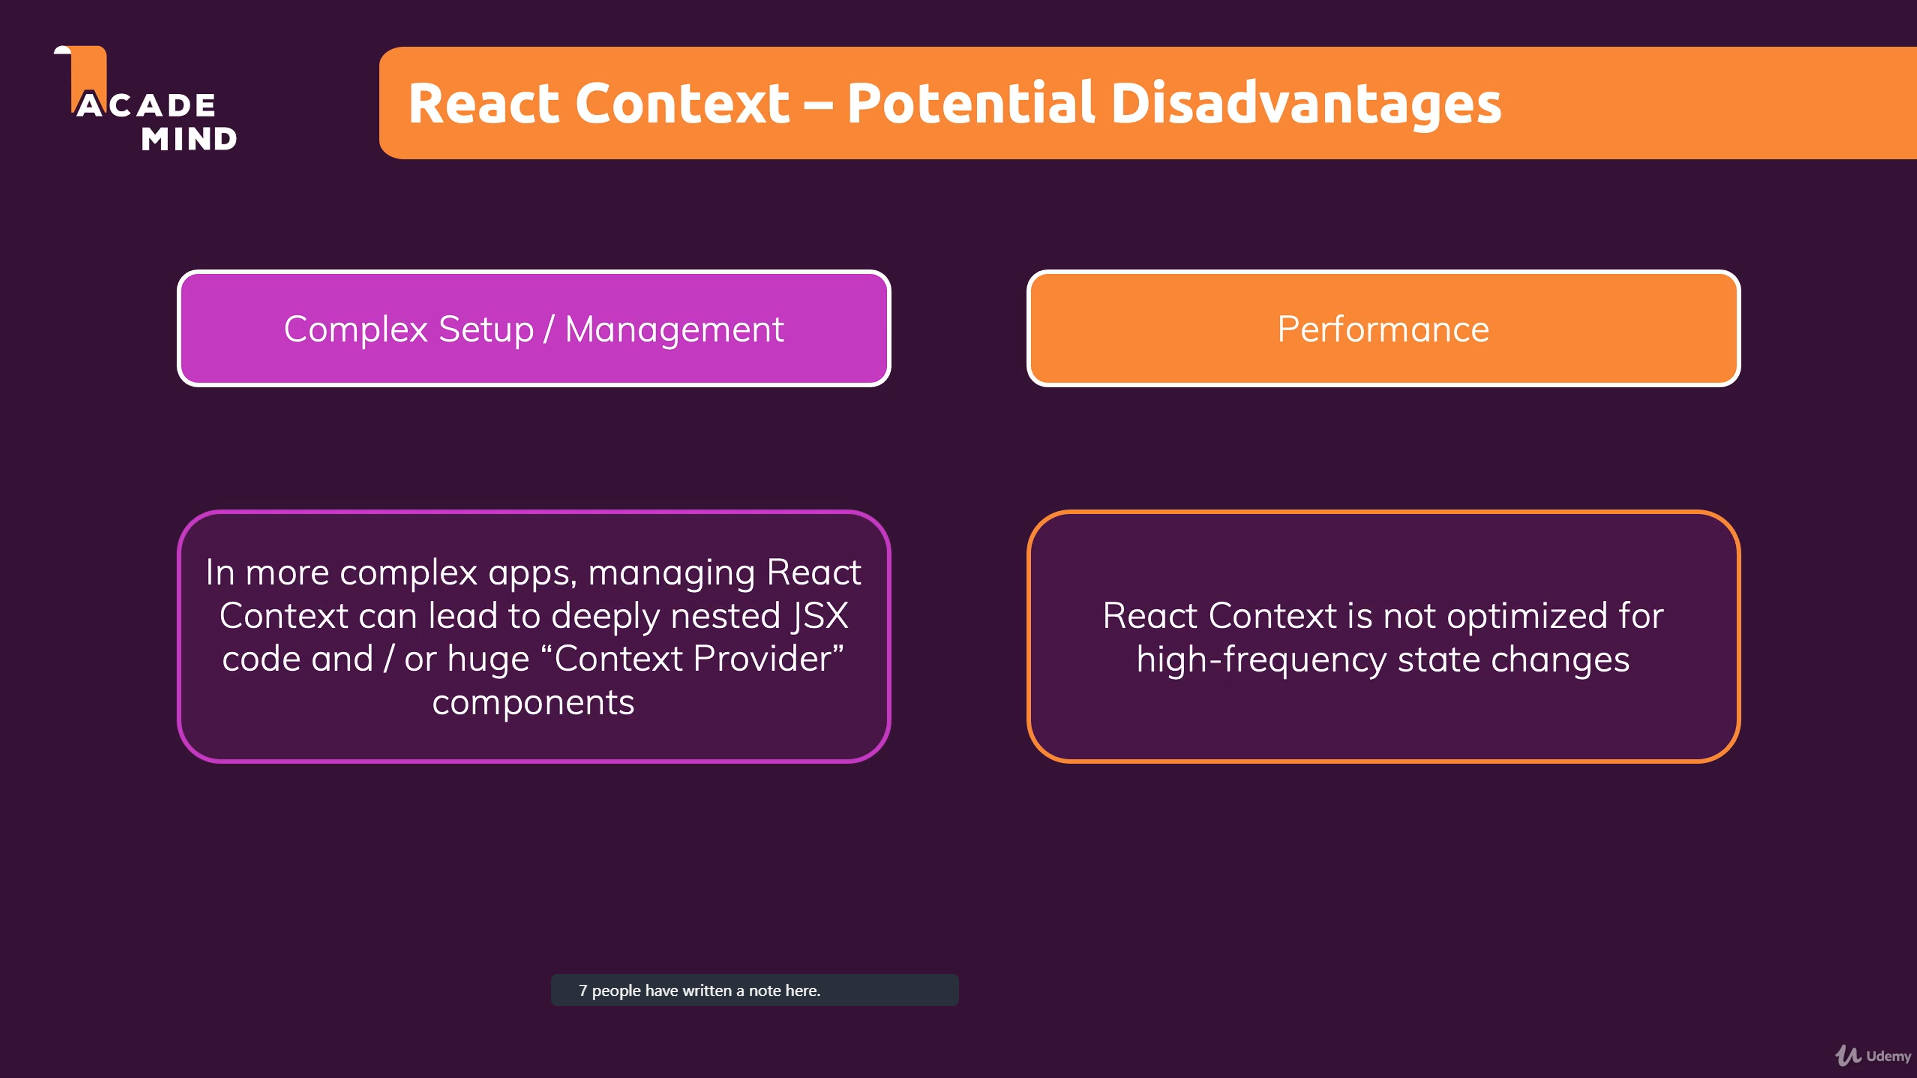 ACADE
MIND
React Context – Potential Disadvantages
Complex Setup / Management
Performance
In more complex apps, managing React
Context can lead to deeply nested JSX
code and / or huge “Context Provider”
components
React Context is not optimized for
high-frequency state changes
7 people have written a note here.
Udemy